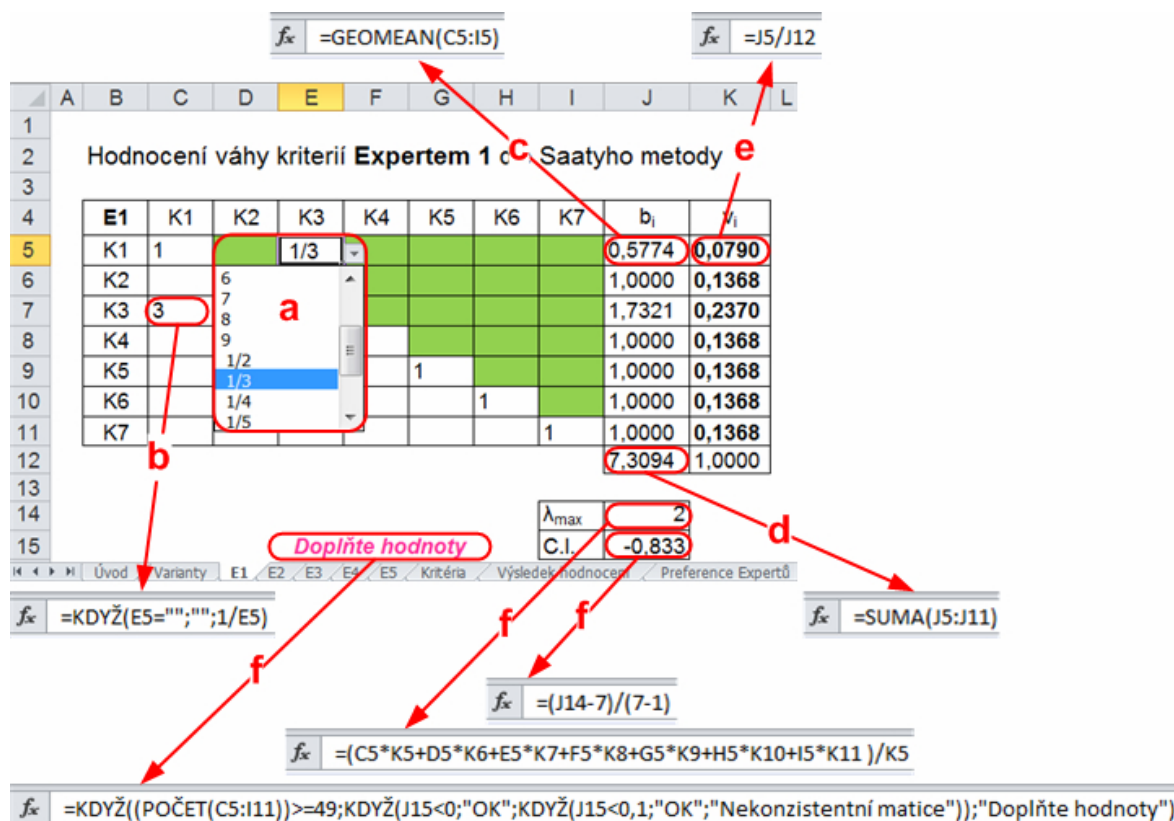 fx =GEOMEAN(C5:I5)
fx =J5/J12
A B C D E F G H I J K L
1
2 Hodnocení váhy kriterií Expertem 1 Saatyho metody
c e
3
4 E1 K1 K2 K3 K4 K5 K6 K7 bi vi
5 K1 1 1/3 0,5774 0,0790
6 K2 1,0000 0,1368
7 K3 3 1,7321 0,2370
8 K4 1,0000 0,1368
9 K5 1 1,0000 0,1368
10 K6 1 1,0000 0,1368
11 K7 1 1,0000 0,1368
12 7,3094 1,0000
6
7
8
9
1/2
1/3
1/4
1/5
a
b
13
14 λmax 2
d
15 Doplňte hodnoty C.I. -0,833
Úvod Varianty E1 E2 E3 E4 E5 Kritéria Výsledek hodnocení Preference Expertů
fx =KDYŽ(E5="";"";1/E5)
f f
fx =SUMA(J5:J11)
f
fx =(J14-7)/(7-1)
fx =(C5*K5+D5*K6+E5*K7+F5*K8+G5*K9+H5*K10+I5*K11 )/K5
fx =KDYŽ((POČET(C5:I11))>=49;KDYŽ(J15<0;"OK";KDYŽ(J15<0,1;"OK";"Nekonzistentní matice"));"Doplňte hodnoty")